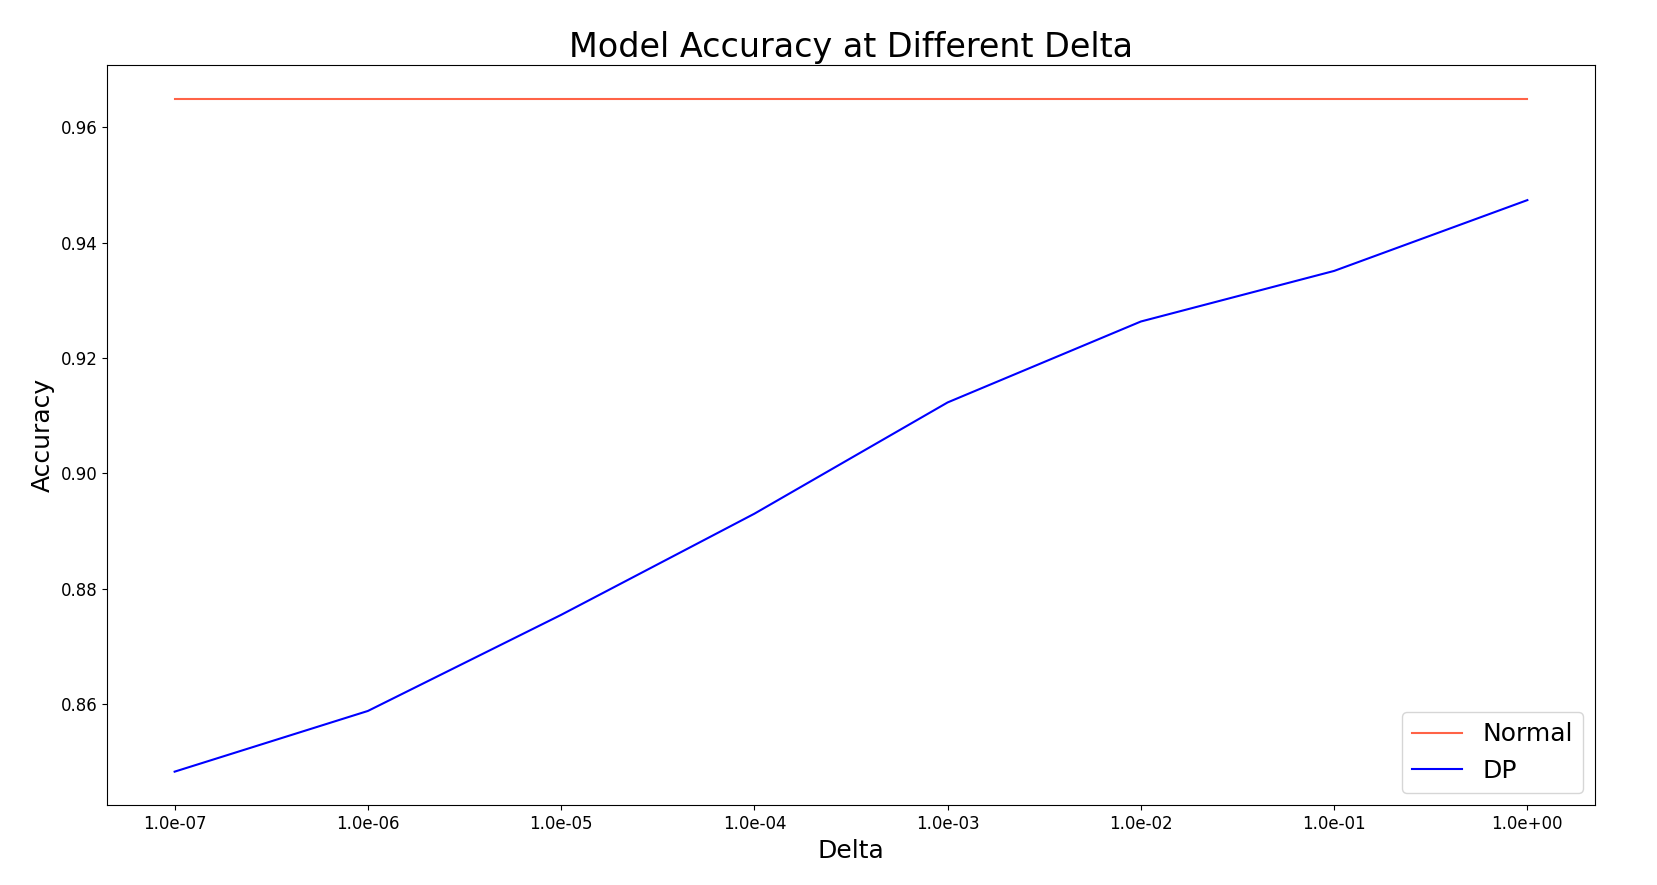 Model Accuracy at Different Delta
Accuracy
0.96
0.94
0.92
0.90
0.88
0.86
1.0e-07 1.0e-06 1.0e-05 1.0e-04 1.0e-03 1.0e-02 1.0e-01 1.0e+00
Delta
Normal
DP